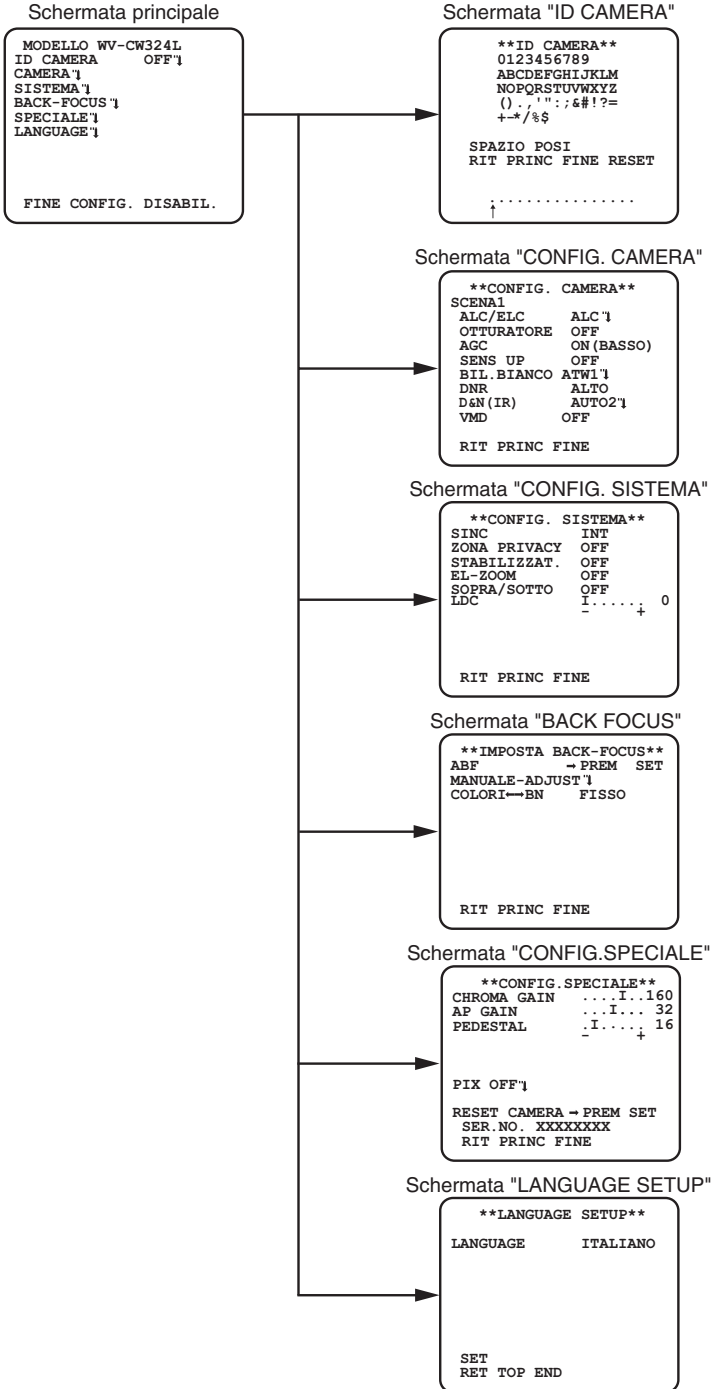 Schermata principale
MODELLO WV-CW324L
ID CAMERA OFF
CAMERA
SISTEMA
BACK-FOCUS
SPECIALE
LANGUAGE
FINE CONFIG. DISABIL.
Schermata "ID CAMERA"
**ID CAMERA**
0123456789
ABCDEFGHIJKLM
NOPQRSTUVWXYZ
().,'":;&#!?=
+-*/%$
SPAZIO POSI
RIT PRINC FINE RESET
................
↑
Schermata "CONFIG. CAMERA"
**CONFIG. CAMERA**
SCENA1
ALC/ELC ALC
OTTURATORE OFF
AGC ON(BASSO)
SENS UP OFF
BIL.BIANCO ATW1
DNR ALTO
D&N(IR) AUTO2
VMD OFF
RIT PRINC FINE
Schermata "CONFIG. SISTEMA"
**CONFIG. SISTEMA**
SINC INT
ZONA PRIVACY OFF
STABILIZZAT. OFF
EL-ZOOM OFF
SOPRA/SOTTO OFF
LDC I...... 0
- +
RIT PRINC FINE
Schermata "BACK FOCUS"
**IMPOSTA BACK-FOCUS**
ABF → PREM SET
MANUALE-ADJUST
COLORI↔BN FISSO
RIT PRINC FINE
Schermata "CONFIG.SPECIALE"
**CONFIG.SPECIALE**
CHROMA GAIN ....I..160
AP GAIN ...I... 32
PEDESTAL .I..... 16
- +
PIX OFF
RESET CAMERA → PREM SET
SER.NO. XXXXXXXX
RIT PRINC FINE
Schermata "LANGUAGE SETUP"
**LANGUAGE SETUP**
LANGUAGE ITALIANO
SET
RET TOP END